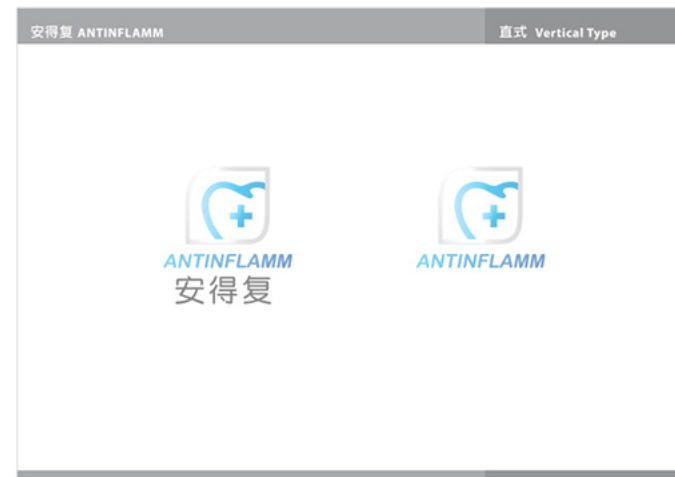 安得复 ANTINFLAMM
直式 Vertical Type
ANTINFLAMM
安得复
ANTINFLAMM